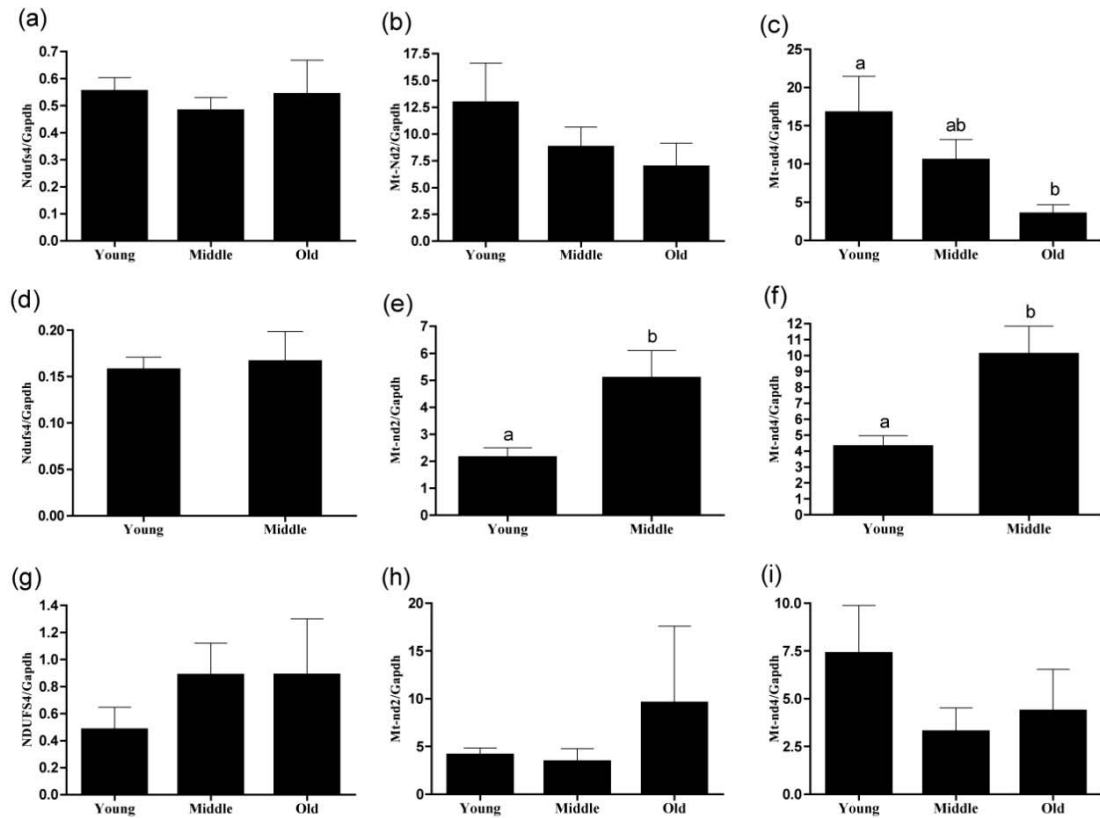 (a)
Ndufs4/Gapdh
0.7
0.6
0.5
0.4
0.3
0.2
0.1
0.0
Young Middle Old
(b)
Mt-Nd2/Gapdh
17.5
15.0
12.5
10.0
7.5
5.0
2.5
0.0
Young Middle Old
(c)
Mt-nd4/Gapdh
25
20
15
10
5
0
a
ab
b
Young Middle Old
(d)
Ndufs4/Gapdh
0.20
0.15
0.10
0.05
0.00
Young Middle
(e)
Mt-nd2/Gapdh
7
6
5
4
3
2
1
0
a
b
Young Middle
(f)
Mt-nd4/Gapdh
12
11
10
9
8
7
6
5
4
3
2
1
0
a
b
Young Middle
(g)
NDUFS4/Gapdh
1.4
1.2
1.0
0.8
0.6
0.4
0.2
0.0
Young Middle Old
(h)
Mt-nd2/Gapdh
20
15
10
5
0
Young Middle Old
(i)
Mt-nd4/Gapdh
10.0
7.5
5.0
2.5
0.0
Young Middle Old